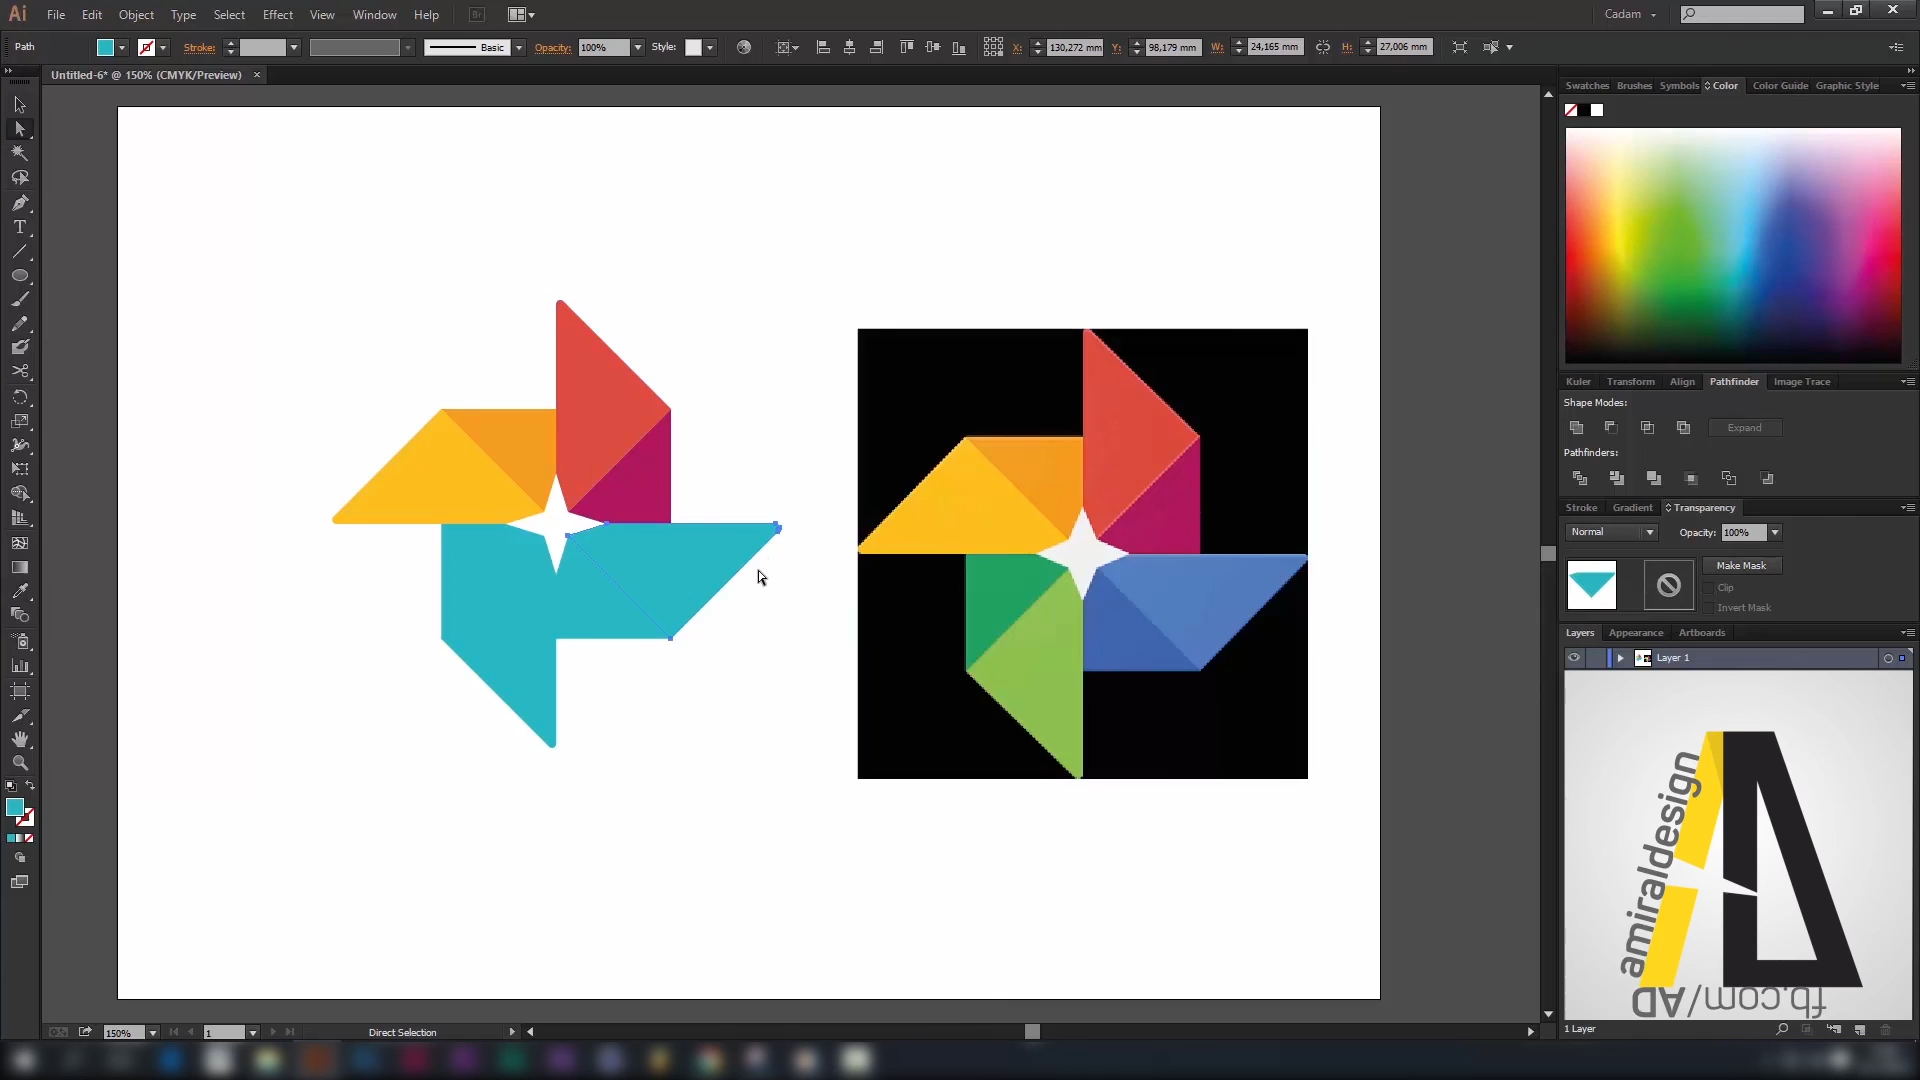 Ai File Edit Object Type Select Effect View Window Help Br Cadam
Path Stroke: Basic Opacity: 100% Style: X: 130,272 mm Y: 98,179 mm W: 24,165 mm H: 27,006 mm
Untitled-6* @ 150% (CMYK/Preview) ×
Swatches Brushes Symbols Color Color Guide Graphic Style
Kuler Transform Align Pathfinder Image Trace
Shape Modes:
Expand
Pathfinders:
Stroke Gradient Transparency
Normal Opacity: 100%
Make Mask
Clip
Invert Mask
Layers Appearance Artboards
Layer 1
amiraldesign
fb.com/AD
1 Layer
150% 1 Direct Selection